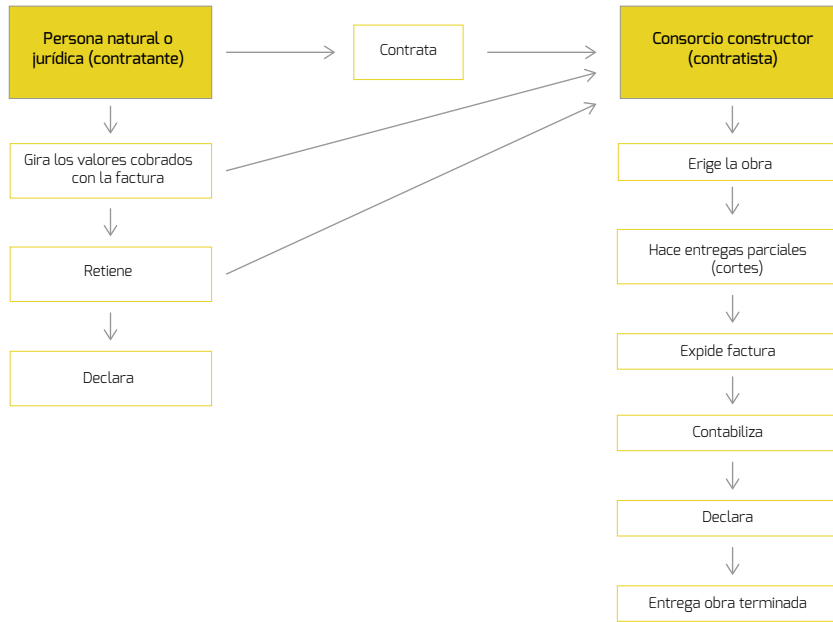 Persona natural o
jurídica (contratante)
Contrata
Consorcio constructor
(contratista)
Gira los valores cobrados
con la factura
Retiene
Declara
Erige la obra
Hace entregas parciales
(cortes)
Expide factura
Contabiliza
Declara
Entrega obra terminada